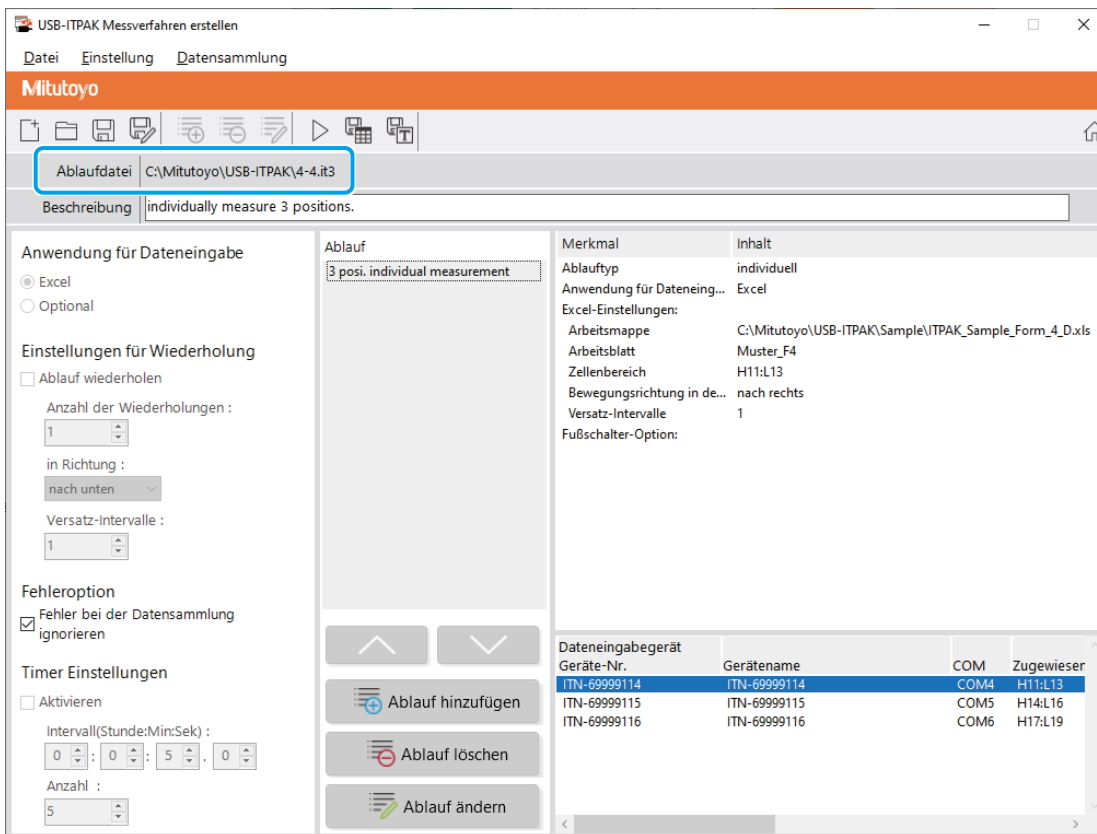 USB-ITPAK Messverfahren erstellen
Datei Einstellung Datensammlung
Mitutoyo
Ablaufdatei C:\Mitutoyo\USB-ITPAK\4-4.it3
Beschreibung individually measure 3 positions.
Anwendung für Dateneingabe
Excel
Optional
Einstellungen für Wiederholung
Ablauf wiederholen
Anzahl der Wiederholungen :
1
in Richtung :
nach unten
Versatz-Intervalle :
1
Fehleroption
Fehler bei der Datensammlung
ignorieren
Timer Einstellungen
Aktivieren
Intervall(Stunde:Min:Sek) :
0 : 0 : 5 . 0
Anzahl :
5
Ablauf
3 posi. individual measurement
Ablauf hinzufügen
Ablauf löschen
Ablauf ändern
Merkmal Inhalt
Ablauftyp individuell
Anwendung für Dateneing... Excel
Excel-Einstellungen:
Arbeitsmappe C:\Mitutoyo\USB-ITPAK\Sample\ITPAK_Sample_Form_4_D.xls
Arbeitsblatt Muster_F4
Zellenbereich H11:L13
Bewegungsrichtung in de... nach rechts
Versatz-Intervalle 1
Fußschalter-Option:
Dateneingabegerät
Geräte-Nr. Gerätename COM Zugewieser
ITN-69999114 ITN-69999114 COM4 H11:L13
ITN-69999115 ITN-69999115 COM5 H14:L16
ITN-69999116 ITN-69999116 COM6 H17:L19